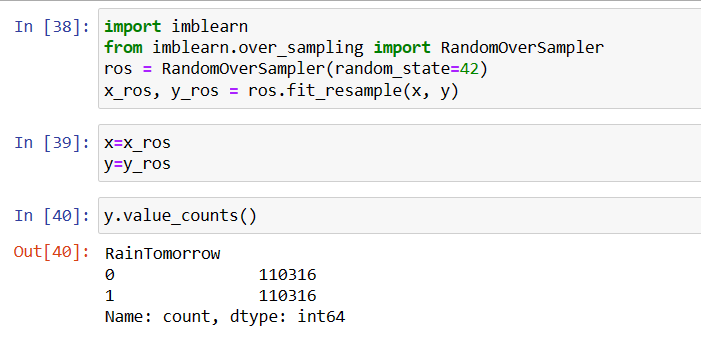 In [38]: import imblearn
from imblearn.over_sampling import RandomOverSampler
ros = RandomOverSampler(random_state=42)
x_ros, y_ros = ros.fit_resample(x, y)
In [39]: x=x_ros
y=y_ros
In [40]: y.value_counts()
Out[40]: RainTomorrow
0 110316
1 110316
Name: count, dtype: int64